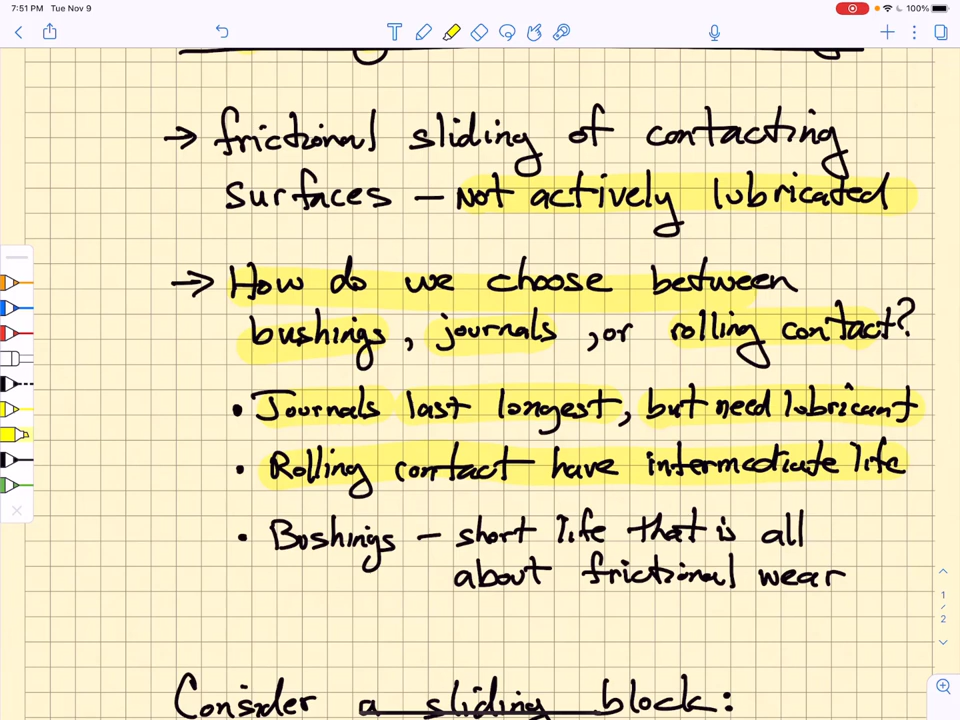 7:51 PM Tue Nov 9
100%
→ frictional sliding of contacting
surfaces – Not actively lubricated
→ How do we choose between
bushings, journals, or rolling contact?
• Journals last longest, but need lubricant
• Rolling contact have intermediate life
• Bushings – short life that is all
about frictional wear
1
/
2
Consider a sliding block: